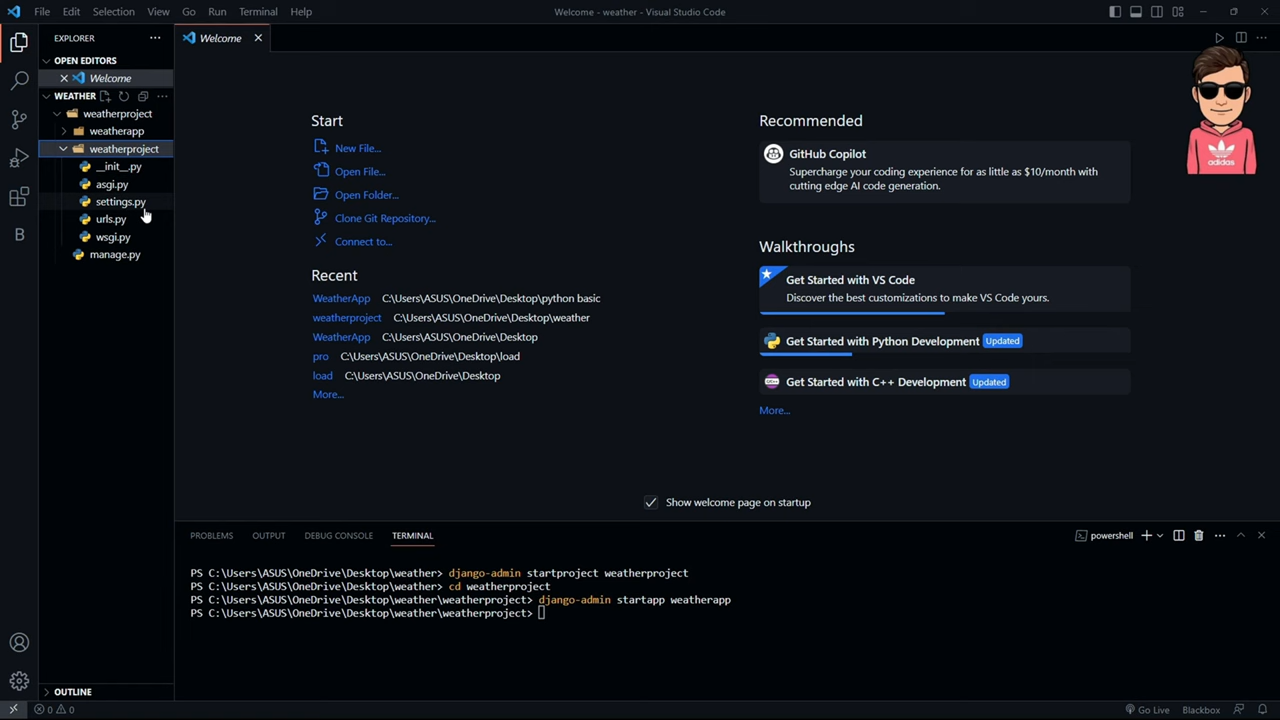 File Edit Selection View Go Run Terminal Help
Welcome - weather - Visual Studio Code
EXPLORER
Welcome
OPEN EDITORS
Welcome
WEATHER
weatherproject
weatherapp
weatherproject
__init__.py
asgi.py
settings.py
urls.py
wsgi.py
manage.py
Start
New File...
Open File...
Open Folder...
Clone Git Repository...
Connect to...
Recent
WeatherApp C:\Users\ASUS\OneDrive\Desktop\python basic
weatherproject C:\Users\ASUS\OneDrive\Desktop\weather
WeatherApp C:\Users\ASUS\OneDrive\Desktop
pro C:\Users\ASUS\OneDrive\Desktop\load
load C:\Users\ASUS\OneDrive\Desktop
More...
Recommended
GitHub Copilot
Supercharge your coding experience for as little as $10/month with
cutting edge AI code generation.
Walkthroughs
Get Started with VS Code
Discover the best customizations to make VS Code yours.
Get Started with Python Development Updated
Get Started with C++ Development Updated
More...
Show welcome page on startup
adidas
PROBLEMS OUTPUT DEBUG CONSOLE TERMINAL
powershell
PS C:\Users\ASUS\OneDrive\Desktop\weather> django-admin startproject weatherproject
PS C:\Users\ASUS\OneDrive\Desktop\weather> cd weatherproject
PS C:\Users\ASUS\OneDrive\Desktop\weather\weatherproject> django-admin startapp weatherapp
PS C:\Users\ASUS\OneDrive\Desktop\weather\weatherproject>
OUTLINE
0 0
Go Live Blackbox